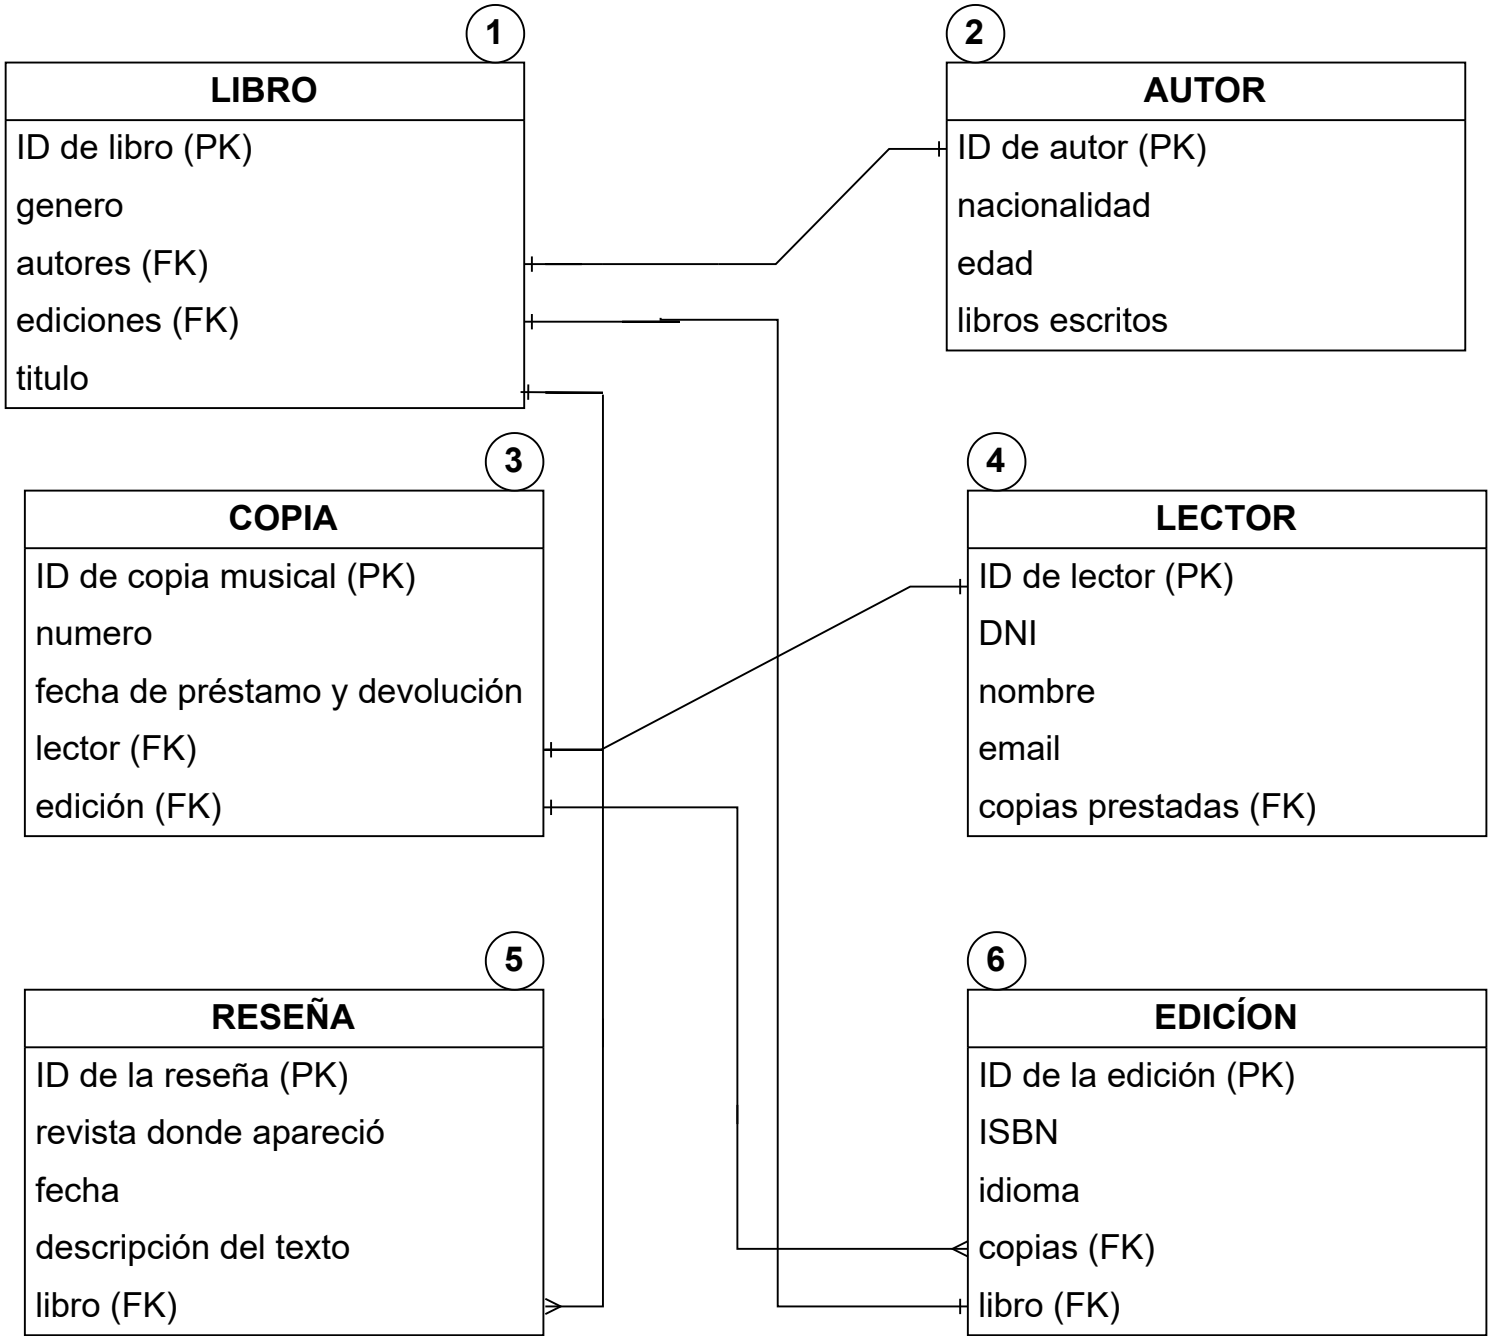 1
LIBRO
ID de libro (PK)
genero
autores (FK)
ediciones (FK)
titulo
2
AUTOR
ID de autor (PK)
nacionalidad
edad
libros escritos
3
COPIA
ID de copia musical (PK)
numero
fecha de préstamo y devolución
lector (FK)
edición (FK)
4
LECTOR
ID de lector (PK)
DNI
nombre
email
copias prestadas (FK)
5
RESEÑA
ID de la reseña (PK)
revista donde apareció
fecha
descripción del texto
libro (FK)
6
EDICÍON
ID de la edición (PK)
ISBN
idioma
copias (FK)
libro (FK)